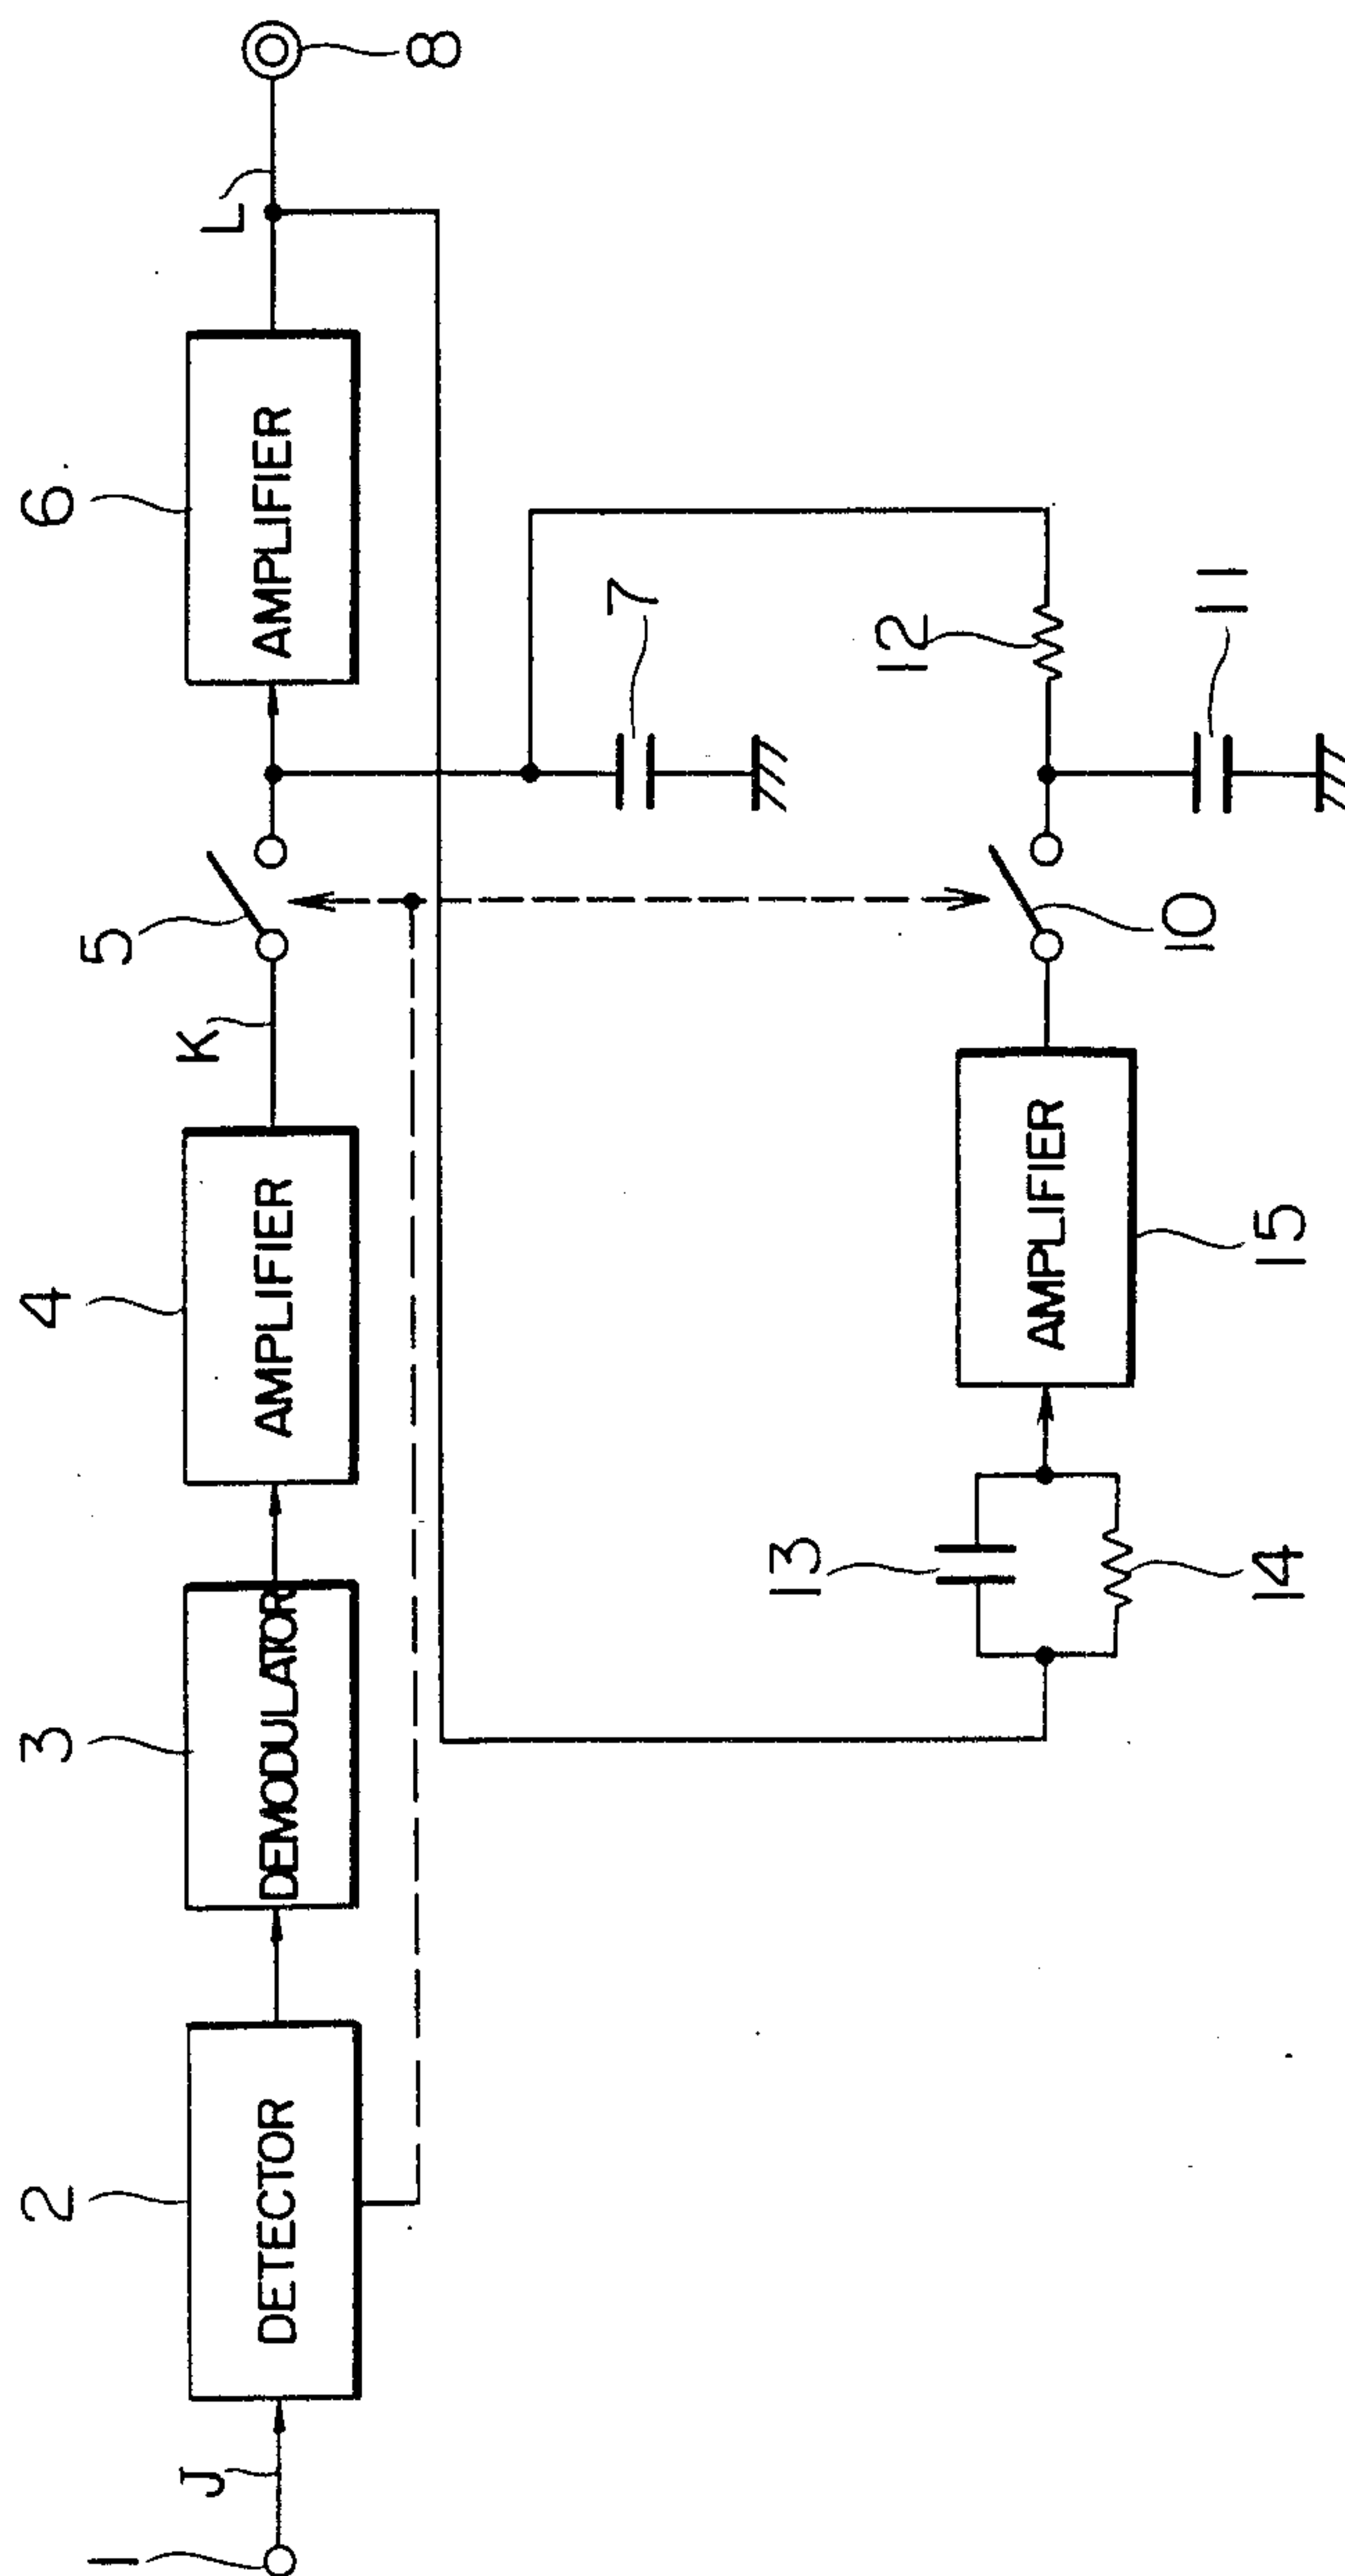 1
J
2
DETECTOR
3
DEMODULATOR
4
AMPLIFIER
K
5
6
AMPLIFIER
L
8
7
13
14
AMPLIFIER
15
10
12
11